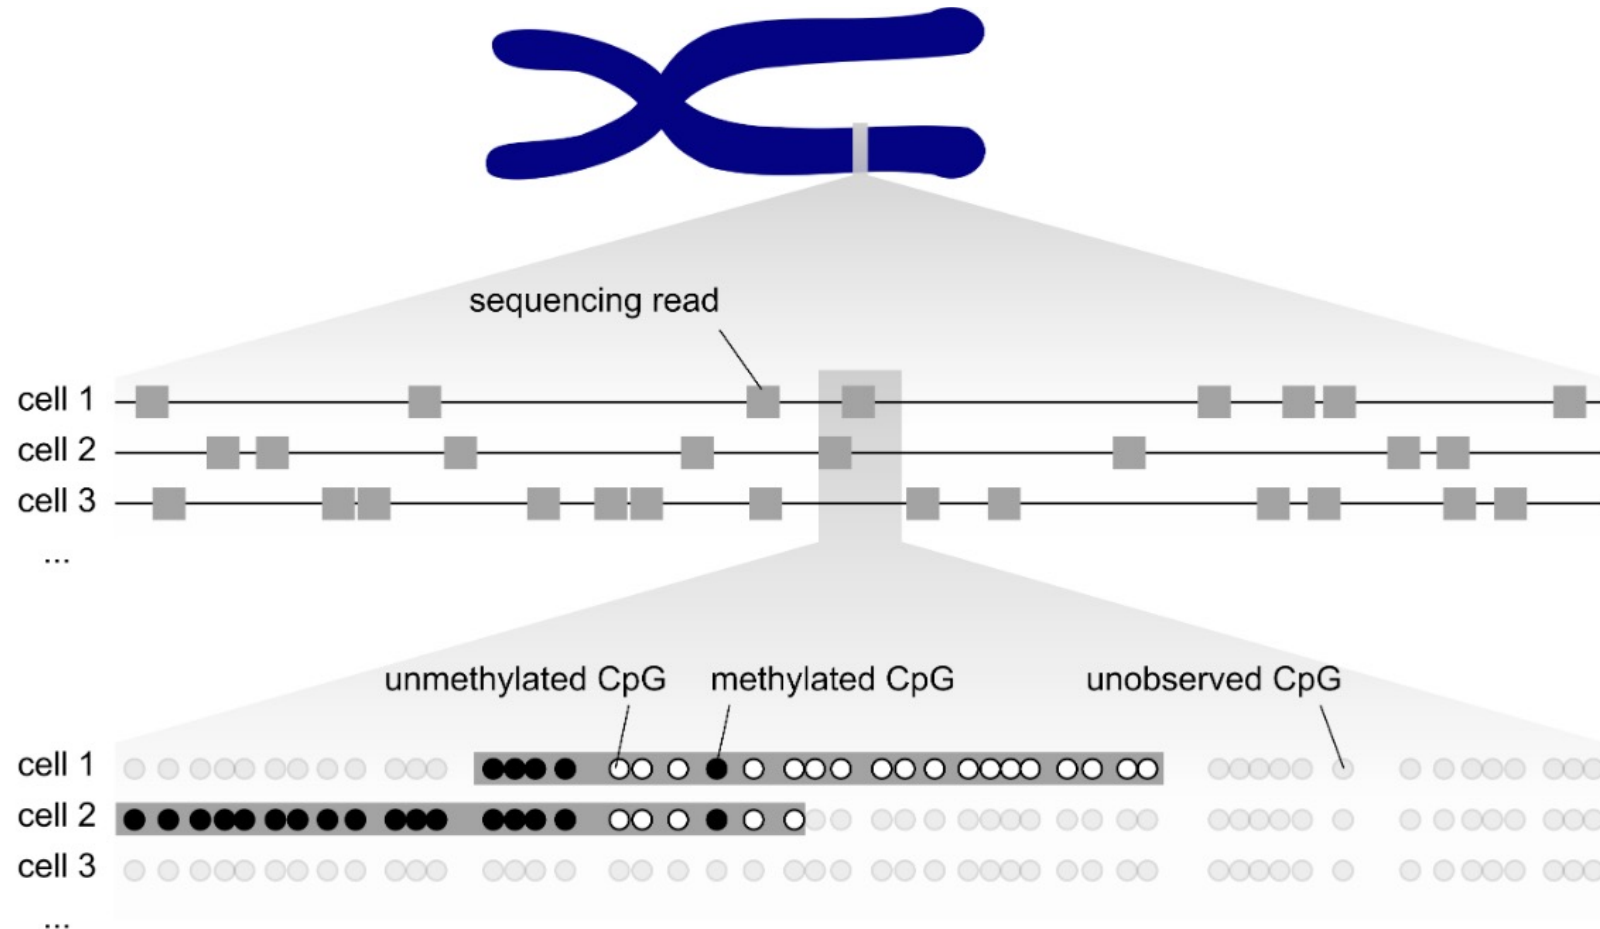 sequencing read
cell 1
cell 2
cell 3
...
unmethylated CpG methylated CpG unobserved CpG
cell 1
cell 2
cell 3
...